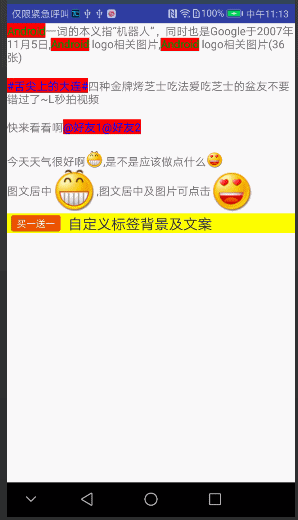 仅限紧急呼叫 100% 中午11:13
Android一词的本义指"机器人"，同时也是Google于2007年
11月5日, logo相关图片, logo相关图片(36
张)
#舌尖上的大连#四种金牌烤芝士吃法爱吃芝士的盆友不要
错过了~L秒拍视频
快来看看啊@好友1@好友2
今天天气很好啊,是不是应该做点什么
图文居中,图文居中及图片可点击
买一送一 自定义标签背景及文案